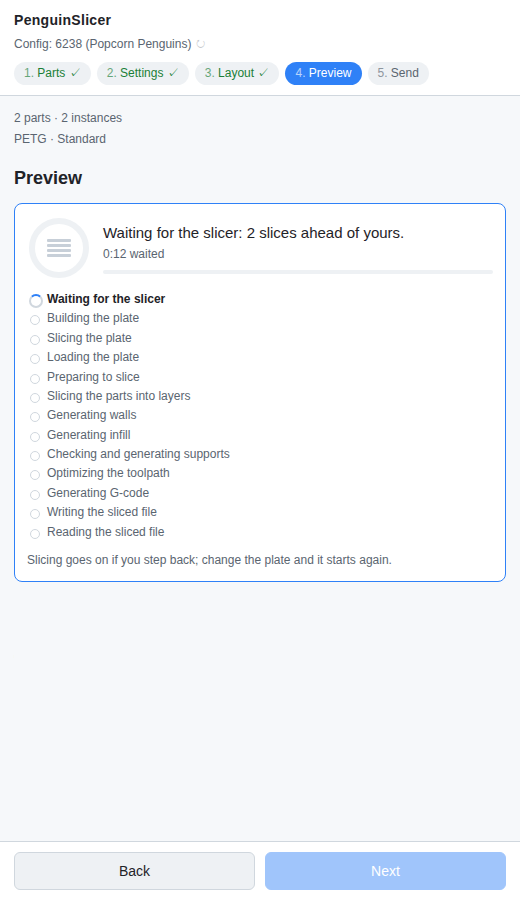 PenguinSlicer
Config: 6238 (Popcorn Penguins)
1. Parts ✓ 2. Settings ✓ 3. Layout ✓ 4. Preview 5. Send
2 parts · 2 instances
PETG · Standard
Preview
Waiting for the slicer: 2 slices ahead of yours.
0:12 waited
Waiting for the slicer
Building the plate
Slicing the plate
Loading the plate
Preparing to slice
Slicing the parts into layers
Generating walls
Generating infill
Checking and generating supports
Optimizing the toolpath
Generating G-code
Writing the sliced file
Reading the sliced file
Slicing goes on if you step back; change the plate and it starts again.
Back Next